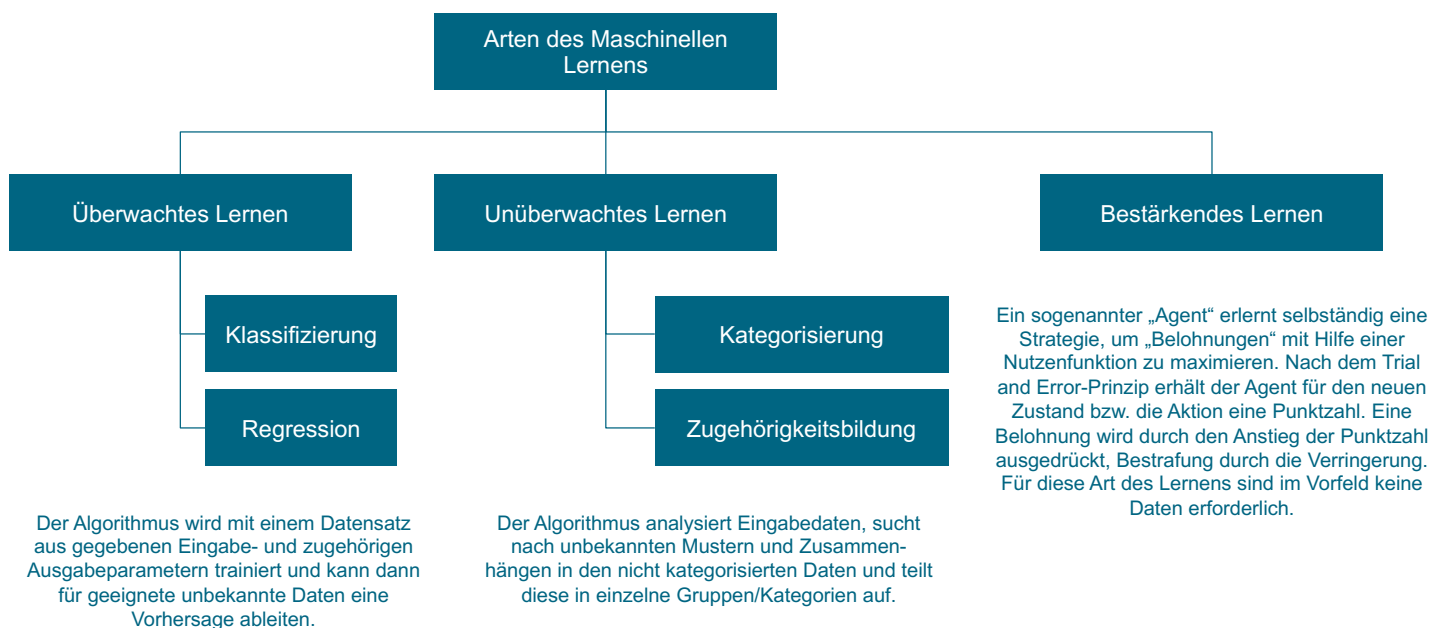 Arten des Maschinellen
Lernens
Überwachtes Lernen
Unüberwachtes Lernen
Bestärkendes Lernen
Klassifizierung
Regression
Kategorisierung
Zugehörigkeitsbildung
Der Algorithmus wird mit einem Datensatz
aus gegebenen Eingabe- und zugehörigen
Ausgabeparametern trainiert und kann dann
für geeignete unbekannte Daten eine
Vorhersage ableiten.
Der Algorithmus analysiert Eingabedaten, sucht
nach unbekannten Mustern und Zusammen-
hängen in den nicht kategorisierten Daten und teilt
diese in einzelne Gruppen/Kategorien auf.
Ein sogenannter „Agent“ erlernt selbständig eine
Strategie, um „Belohnungen“ mit Hilfe einer
Nutzenfunktion zu maximieren. Nach dem Trial
and Error-Prinzip erhält der Agent für den neuen
Zustand bzw. die Aktion eine Punktzahl. Eine
Belohnung wird durch den Anstieg der Punktzahl
ausgedrückt, Bestrafung durch die Verringerung.
Für diese Art des Lernens sind im Vorfeld keine
Daten erforderlich.